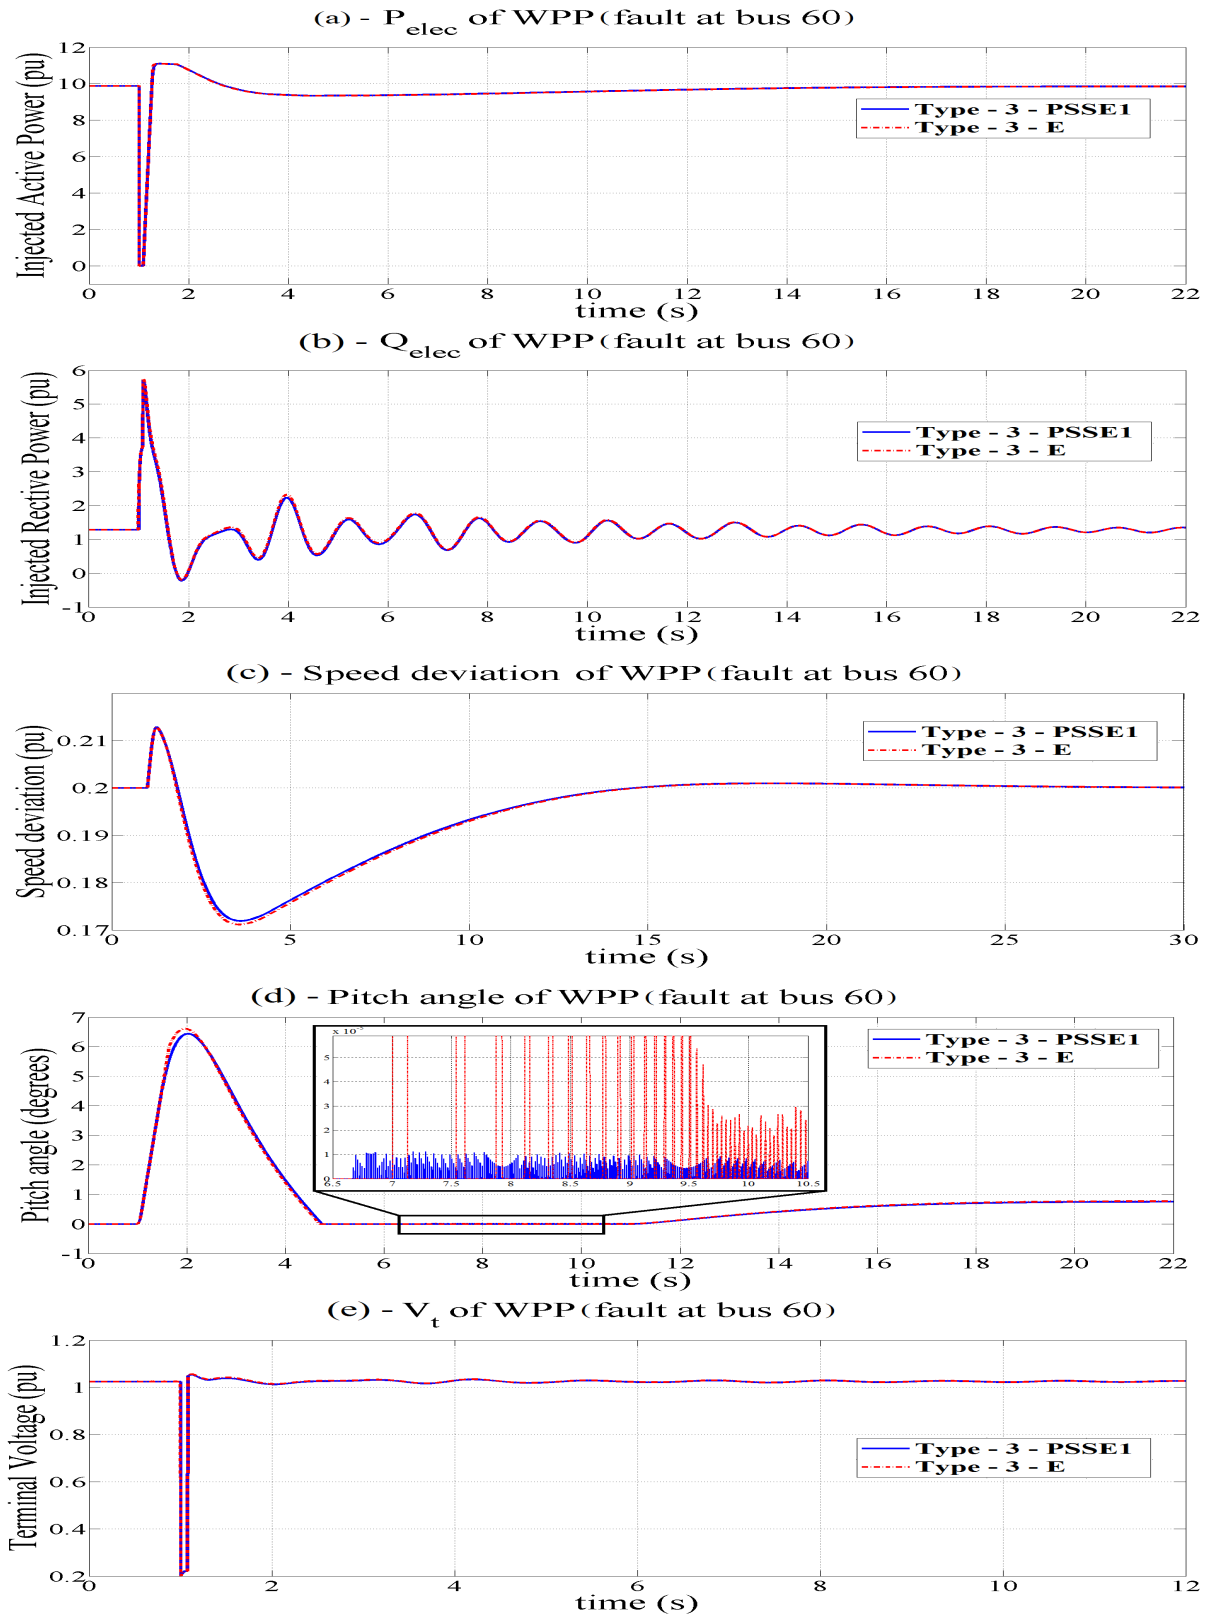 (a) - P_elec of WPP (fault at bus 60)
Injected Active Power (pu)
12
10
8
6
4
2
0
Type - 3 - PSSE1
Type - 3 - E
0 2 4 6 8 10 12 14 16 18 20 22
time (s)
(b) - Q_elec of WPP (fault at bus 60)
Injected Rective Power (pu)
6
5
4
3
2
1
0
-1
Type - 3 - PSSE1
Type - 3 - E
0 2 4 6 8 10 12 14 16 18 20 22
time (s)
(c) - Speed deviation of WPP (fault at bus 60)
Speed deviation (pu)
0.21
0.2
0.19
0.18
0.17
Type - 3 - PSSE1
Type - 3 - E
0 5 10 15 20 25 30
time (s)
(d) - Pitch angle of WPP (fault at bus 60)
Pitch angle (degrees)
7
6
5
4
3
2
1
0
-1
x 10^-5
5
4
3
2
1
0
6.5 7 7.5 8 8.5 9 9.5 10 10.5
Type - 3 - PSSE1
Type - 3 - E
0 2 4 6 8 10 12 14 16 18 20 22
time (s)
(e) - V_t of WPP (fault at bus 60)
Terminal Voltage (pu)
1.2
1
0.8
0.6
0.4
0.2
Type - 3 - PSSE1
Type - 3 - E
0 2 4 6 8 10 12
time (s)